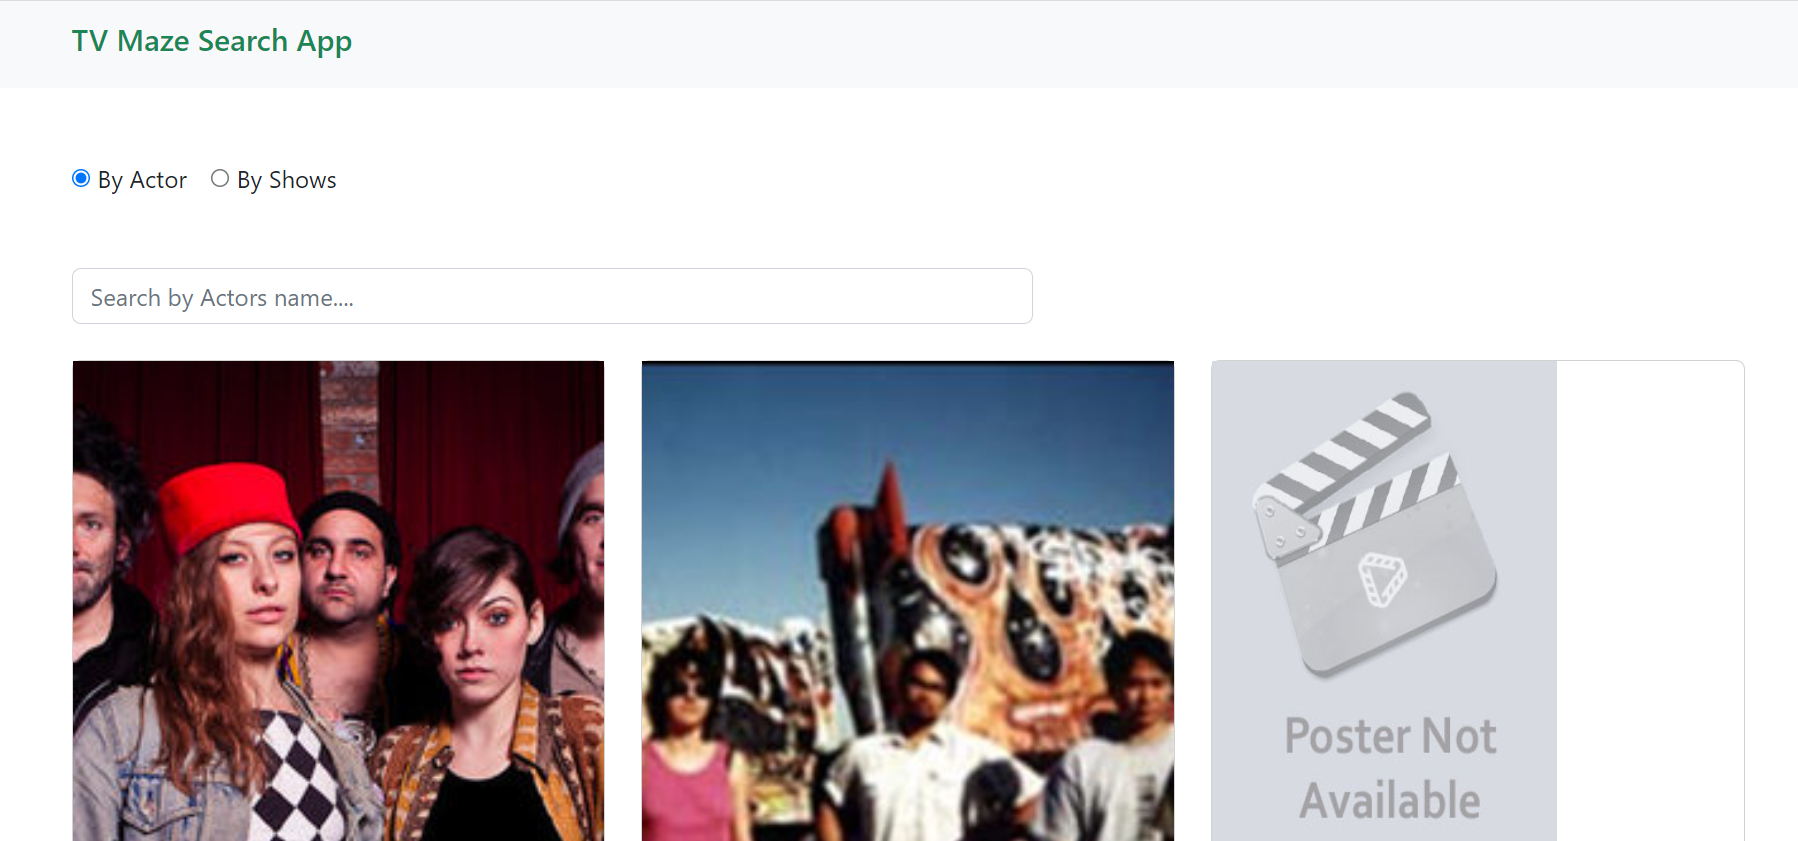 TV Maze Search App
By Actor By Shows
Search by Actors name....
Poster Not
Available